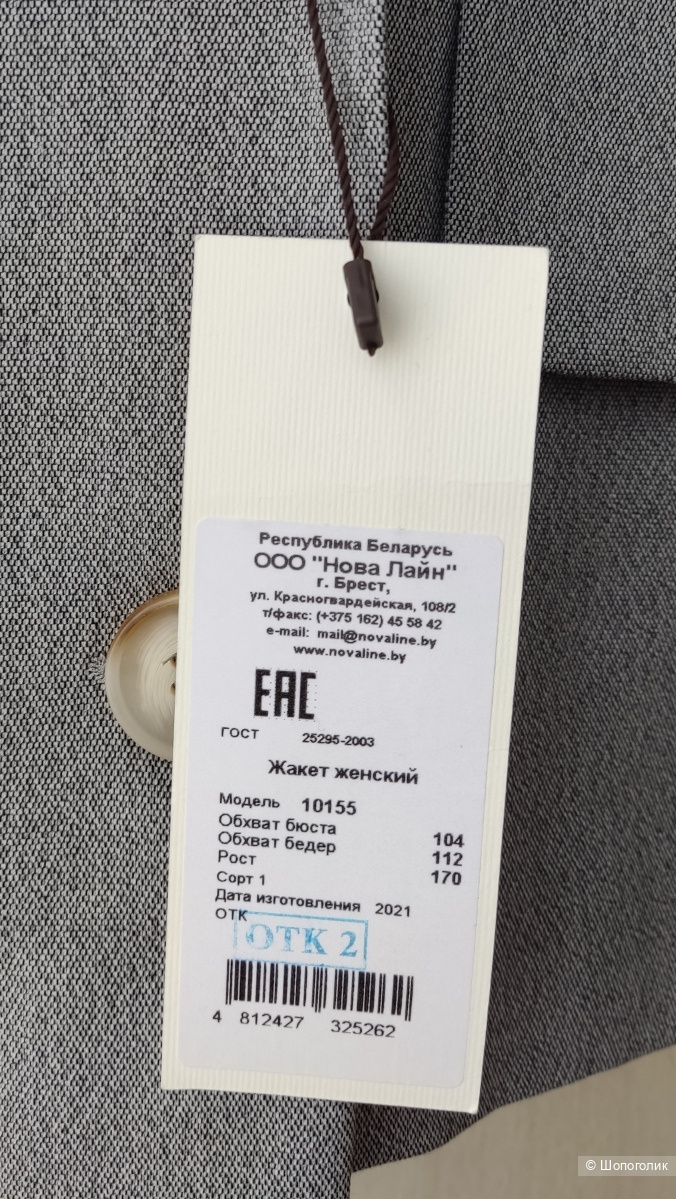 Республика Беларусь
ООО "Нова Лайн"
г. Брест,
ул. Красногвардейская, 108/2
т/факс: (+375 162) 45 58 42
e-mail: mail@novaline.by
www.novaline.by
EAC
ГОСТ 25295-2003
Жакет женский
Модель 10155
Обхват бюста 104
Обхват бедер 112
Рост 170
Сорт 1
Дата изготовления 2021
ОТК
ОТК 2
4 812427 325262
© Шопоголик